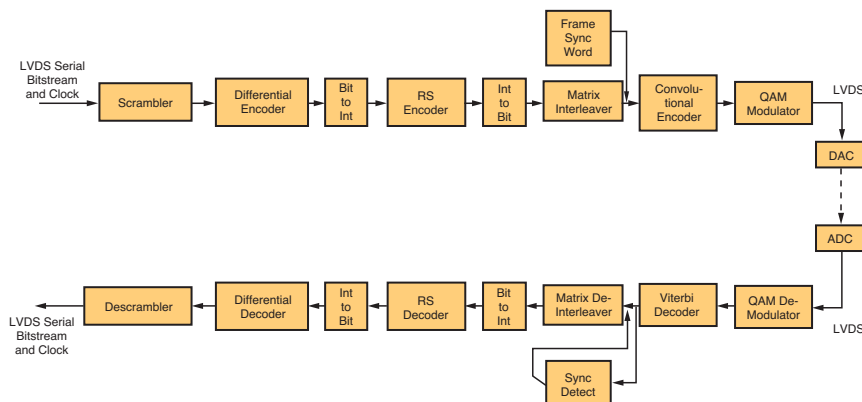 Frame
Sync
Word
LVDS Serial
Bitstream
and Clock
Scrambler
Differential
Encoder
Bit
to
Int
RS
Encoder
Int
to
Bit
Matrix
Interleaver
Convolu-
tional
Encoder
QAM
Modulator
LVDS
DAC
ADC
LVDS
QAM De-
Modulator
Viterbi
Decoder
Matrix De-
Interleaver
Bit
to
Int
RS
Decoder
Int
to
Bit
Differential
Decoder
Descrambler
LVDS Serial
Bitstream
and Clock
Sync
Detect